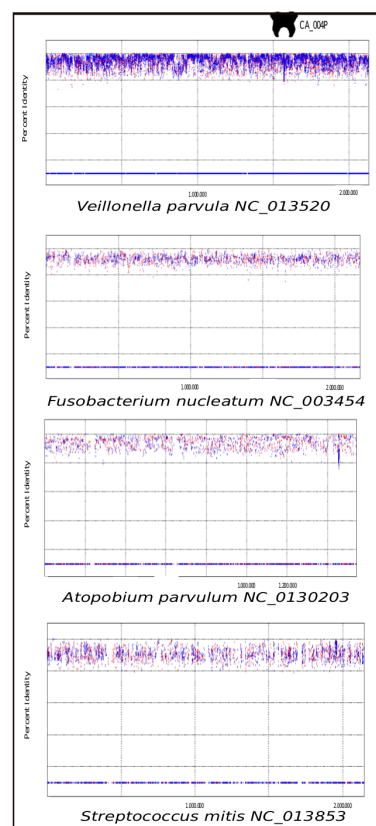 CA_004P
Percent Identity
1.000.000 2.000.000
Veillonella parvula NC_013520
Percent Identity
1.000.000 2.000.000
Fusobacterium nucleatum NC_003454
Percent Identity
1.000.000 1.200.000
Atopobium parvulum NC_0130203
Percent Identity
1.000.000 2.000.000
Streptococcus mitis NC_013853